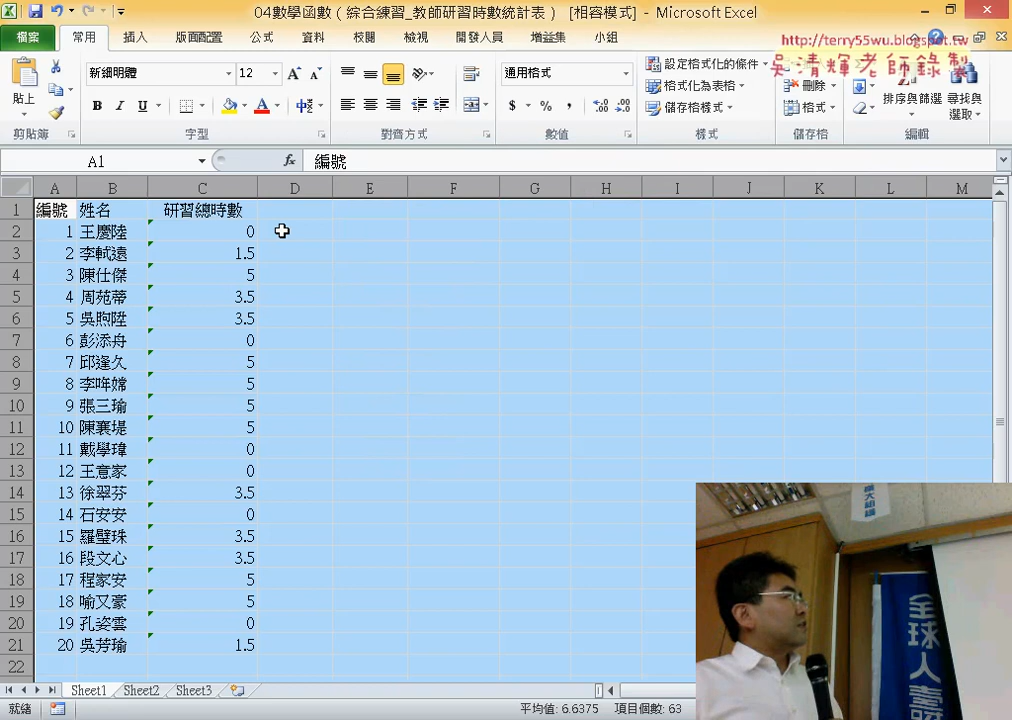 04數學函數（綜合練習_教師研習時數統計表） [相容模式] - Microsoft Excel
檔案 常用 插入 版面配置 公式 資料 校閱 檢視 開發人員 增益集 小組
http://terry55wu.blogspot.tw
吳清輝老師錄製
貼上 新細明體 12 A A 通用格式 設定格式化的條件 刪除 排序與篩選 尋找與選取
B I U A 中 $ % , .0 .00 格式化為表格 儲存格樣式 格式
剪貼簿 字型 對齊方式 數值 樣式 儲存格 編輯
A1 fx 編號
A B C D E F G H I J K L M
1 編號 姓名 研習總時數
2 1 王慶陸 0
3 2 李軾遠 1.5
4 3 陳仕傑 5
5 4 周苑蒂 3.5
6 5 吳煦陞 3.5
7 6 彭添舟 0
8 7 邱逢久 5
9 8 李哖嫦 5
10 9 張三瑜 5
11 10 陳襄堤 5
12 11 戴學瑋 0
13 12 王意家 0
14 13 徐翠芬 3.5
15 14 石安安 0
16 15 羅璧珠 3.5
17 16 段文心 3.5
18 17 程家安 5
19 18 喻又豪 5
20 19 孔姿雲 0
21 20 吳芳瑜 1.5
22
Sheet1 Sheet2 Sheet3
就緒 平均值: 6.6375 項目個數: 63
全球人壽